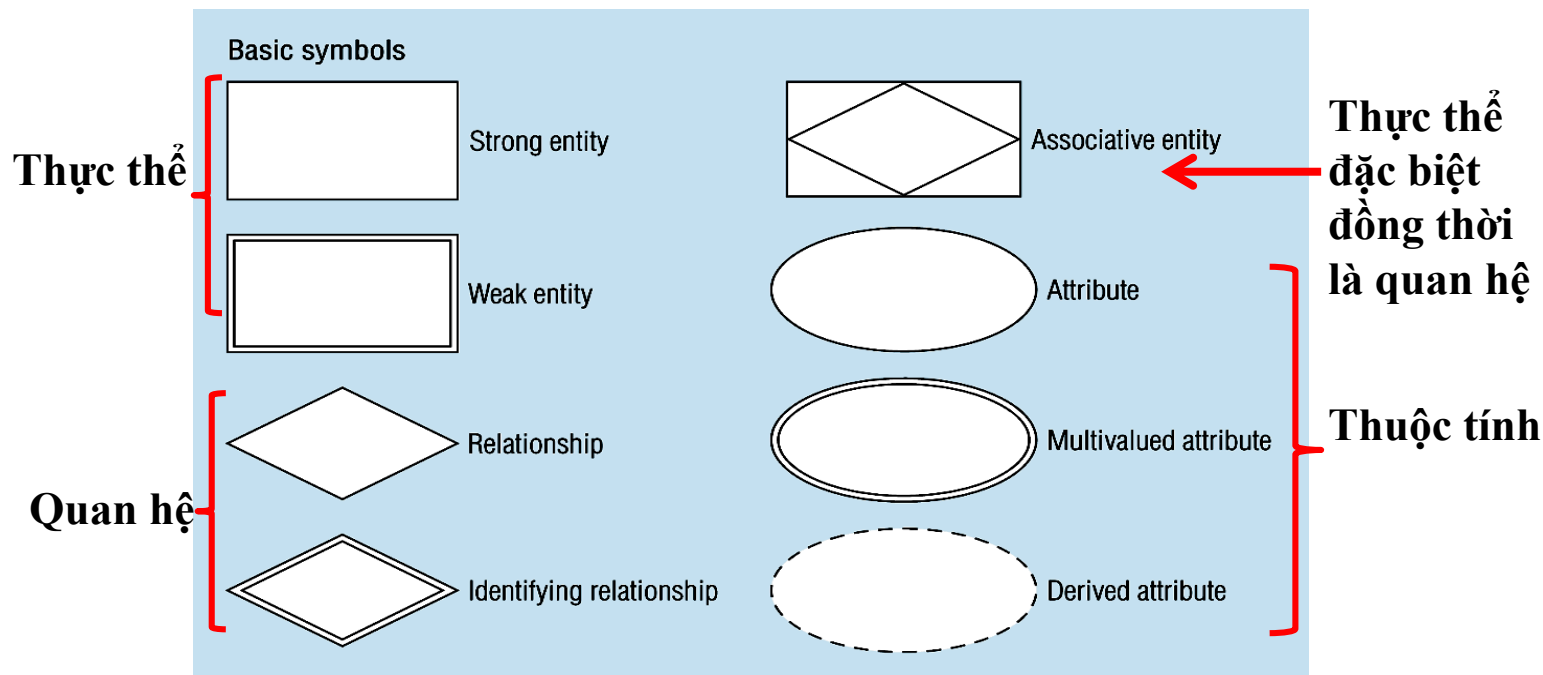 Basic symbols
Thực thể
Strong entity
Weak entity
Quan hệ
Relationship
Identifying relationship
Associative entity
Thực thể
đặc biệt
đồng thời
là quan hệ
Attribute
Multivalued attribute
Derived attribute
Thuộc tính